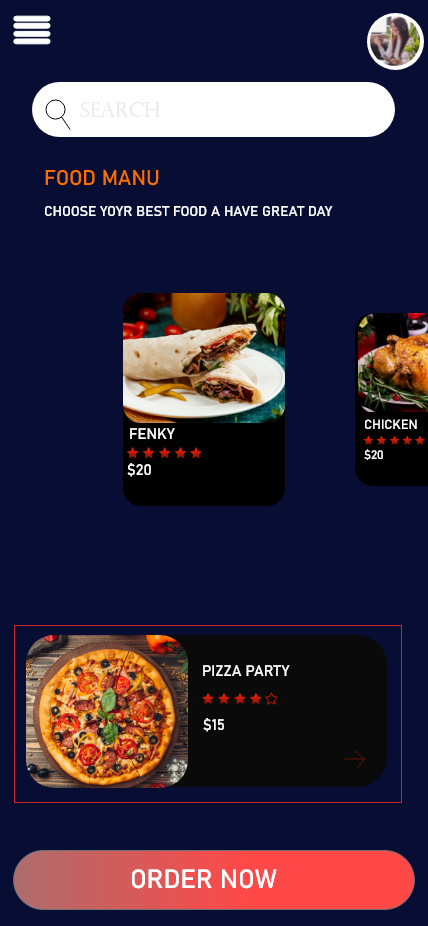 SEARCH
FOOD MANU
CHOOSE YOYR BEST FOOD A HAVE GREAT DAY
FENKY
$20
CHICKEN
$20
PIZZA PARTY
$15
ORDER NOW